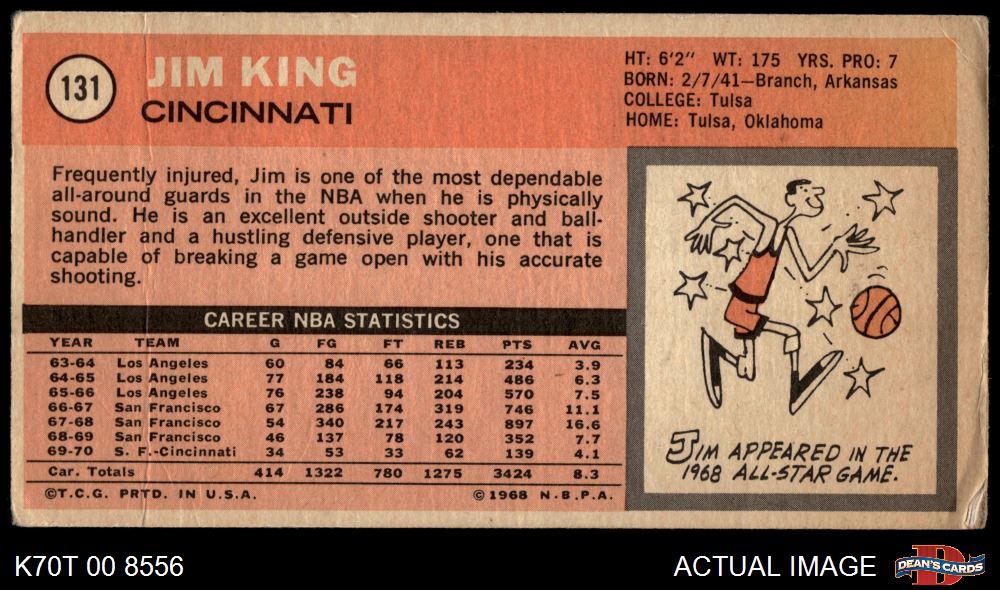 131
JIM KING
CINCINNATI
HT: 6'2" WT: 175 YRS. PRO: 7
BORN: 2/7/41—Branch, Arkansas
COLLEGE: Tulsa
HOME: Tulsa, Oklahoma
Frequently injured, Jim is one of the most dependable
all-around guards in the NBA when he is physically
sound. He is an excellent outside shooter and ball-
handler and a hustling defensive player, one that is
capable of breaking a game open with his accurate
shooting.
CAREER NBA STATISTICS
YEAR TEAM G FG FT REB PTS AVG
63-64 Los Angeles 60 84 66 113 234 3.9
64-65 Los Angeles 77 184 118 214 486 6.3
65-66 Los Angeles 76 238 94 204 570 7.5
66-67 San Francisco 67 286 174 319 746 11.1
67-68 San Francisco 54 340 217 243 897 16.6
68-69 San Francisco 46 137 78 120 352 7.7
69-70 S. F.-Cincinnati 34 53 33 62 139 4.1
Car. Totals 414 1322 780 1275 3424 8.3
©T.C.G. PRTD. IN U.S.A. ©1968 N.B.P.A.
JIM APPEARED IN THE
1968 ALL-STAR GAME.
K70T 00 8556
ACTUAL IMAGE
D
DEAN'S CARDS